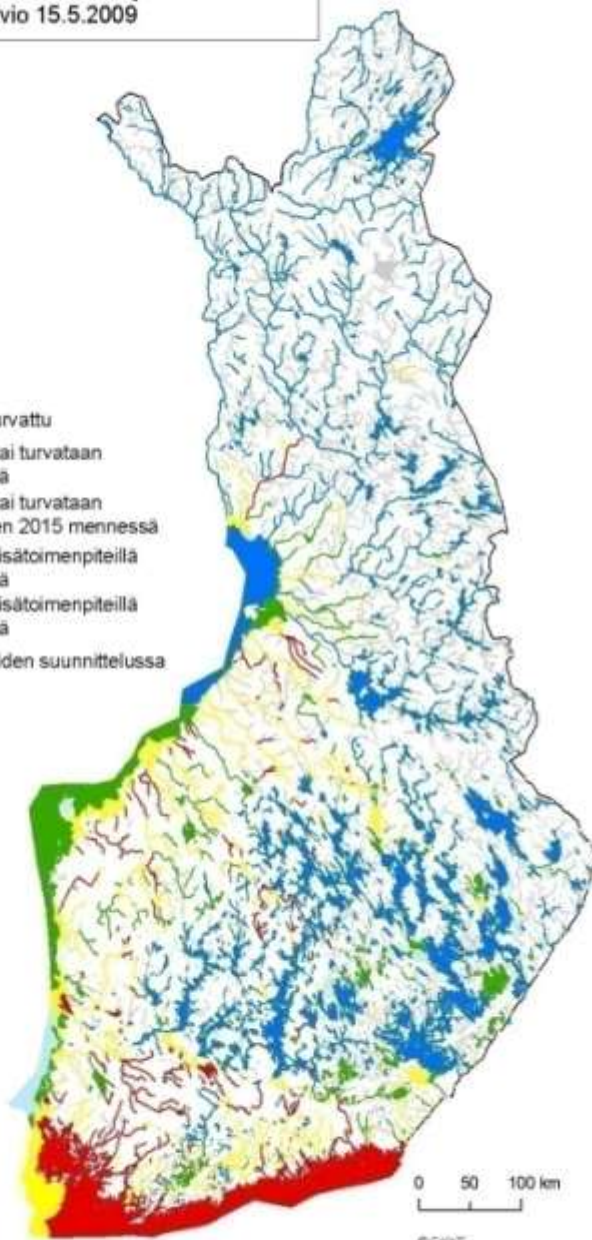 vio 15.5.2009
urvattu
ai turvataan
ä
ai turvataan
en 2015 mennessä
isätoimenpiteillä
ä
isätoimenpiteillä
ä
iden suunnittelussa
0 50 100 km